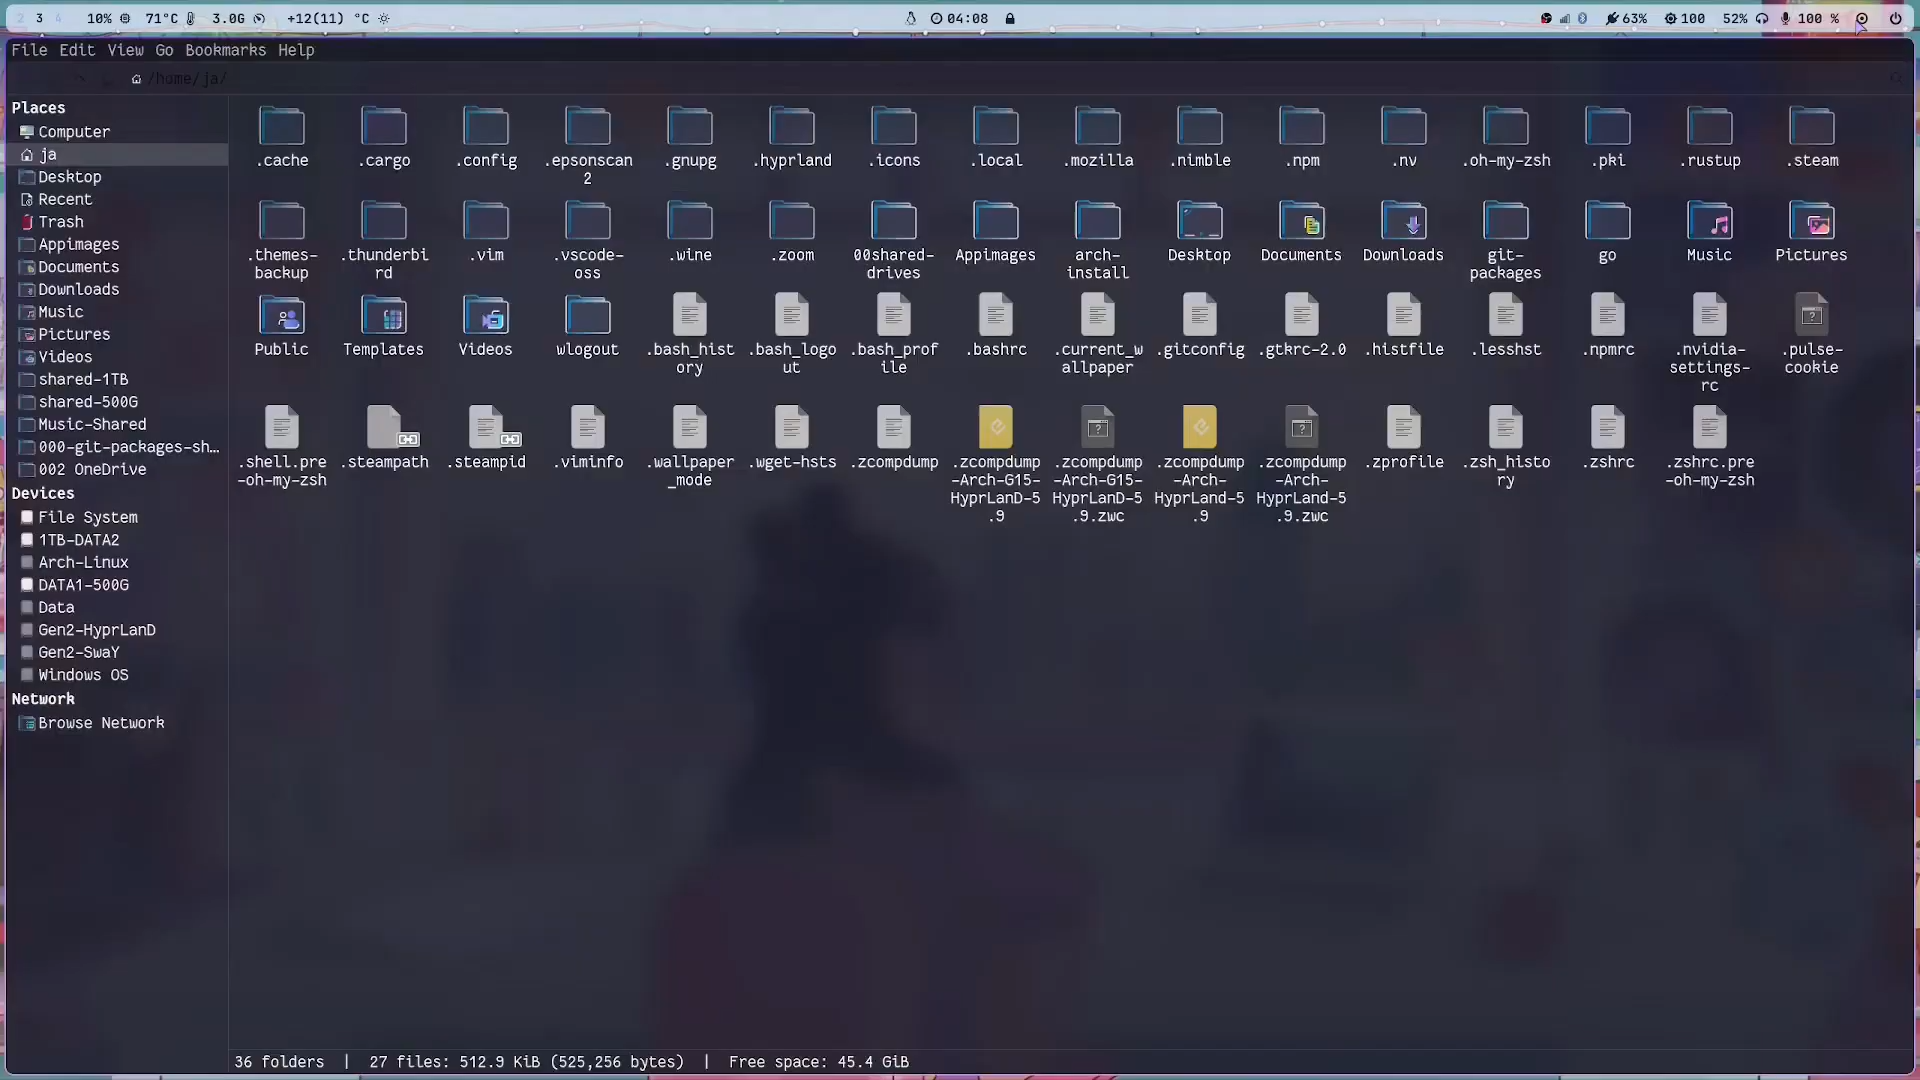 2 3 4 10% 71°C 3.0G +12(11) °C 04:08 63% 100 52% 100 %
File Edit View Go Bookmarks Help
/home/ja/
Places
Computer
ja
Desktop
Recent
Trash
Appimages
Documents
Downloads
Music
Pictures
Videos
shared-1TB
shared-500G
Music-Shared
000-git-packages-sh…
002 OneDrive
Devices
File System
1TB-DATA2
Arch-Linux
DATA1-500G
Data
Gen2-HyprLanD
Gen2-SwaY
Windows OS
Network
Browse Network
.cache .cargo .config .epsonscan .gnupg .hyprland .icons .local .mozilla .nimble .npm .nv .oh-my-zsh .pki .rustup .steam
2
.themes- .thunderbi .vim .vscode- .wine .zoom 00shared- Appimages arch- Desktop Documents Downloads git- go Music Pictures
backup rd oss drives install packages
Public Templates Videos wlogout .bash_hist .bash_logo .bash_prof .bashrc .current_w .gitconfig .gtkrc-2.0 .histfile .lesshst .npmrc .nvidia- .pulse-
ory ut ile allpaper settings- cookie
rc
.shell.pre .steampath .steampid .viminfo .wallpaper .wget-hsts .zcompdump .zcompdump .zcompdump .zcompdump .zcompdump .zprofile .zsh_histo .zshrc .zshrc.pre
-oh-my-zsh _mode -Arch-G15- -Arch-G15- -Arch- -Arch- ry -oh-my-zsh
HyprLanD-5 HyprLanD-5 HyprLand-5 HyprLand-5
.9 .9.zwc .9 .9.zwc
36 folders | 27 files: 512.9 KiB (525,256 bytes) | Free space: 45.4 GiB